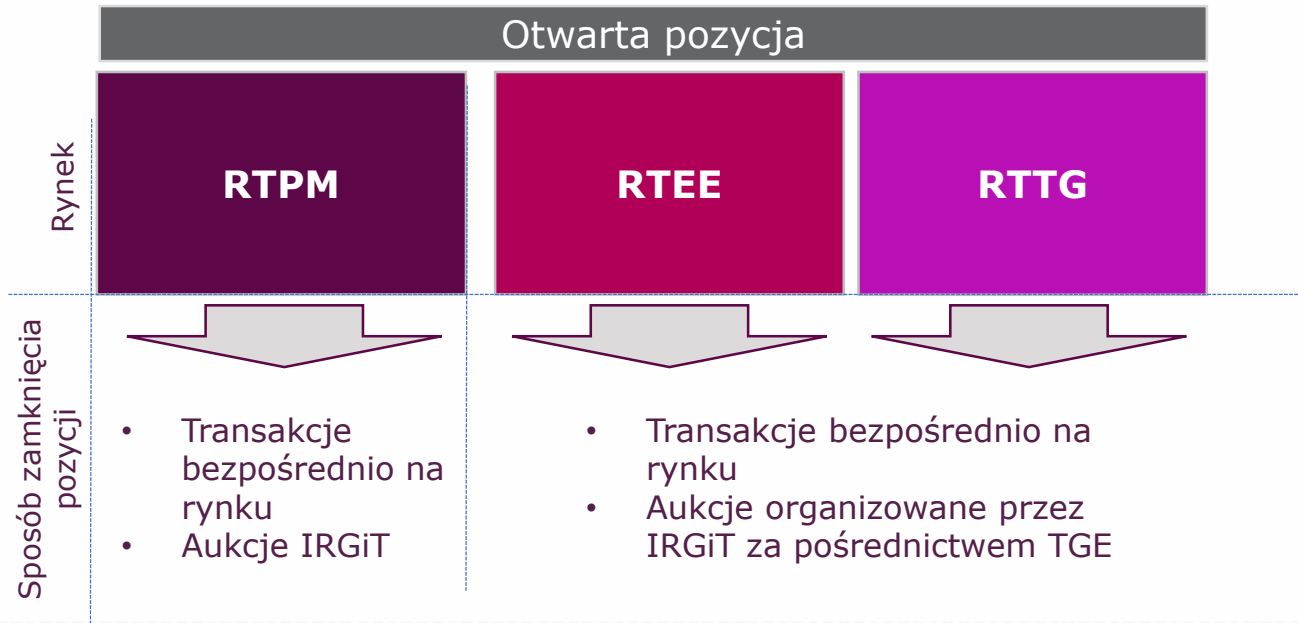 Otwarta pozycja
Rynek
RTPM
RTEE
RTTG
Sposób zamknięcia
pozycji
• Transakcje
bezpośrednio na
rynku
• Aukcje IRGiT
• Transakcje bezpośrednio na
rynku
• Aukcje organizowane przez
IRGiT za pośrednictwem TGE